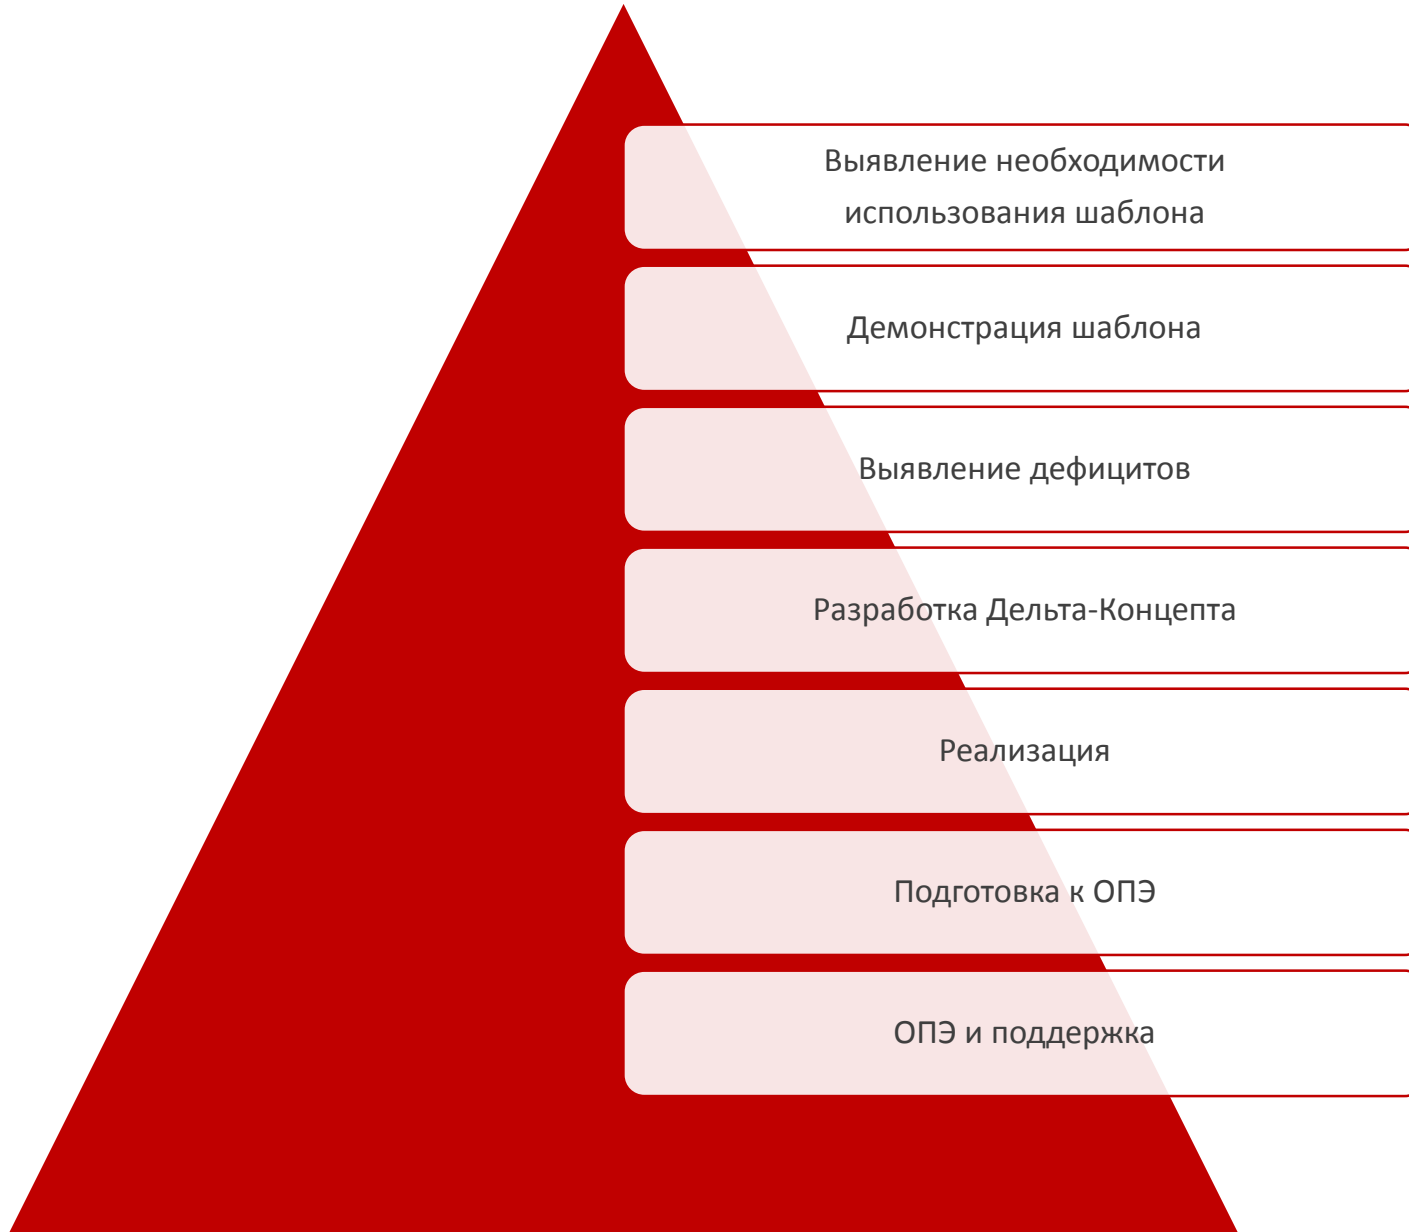 Выявление необходимости
использования шаблона
Демонстрация шаблона
Выявление дефицитов
Разработка Дельта-Концепта
Реализация
Подготовка к ОПЭ
ОПЭ и поддержка